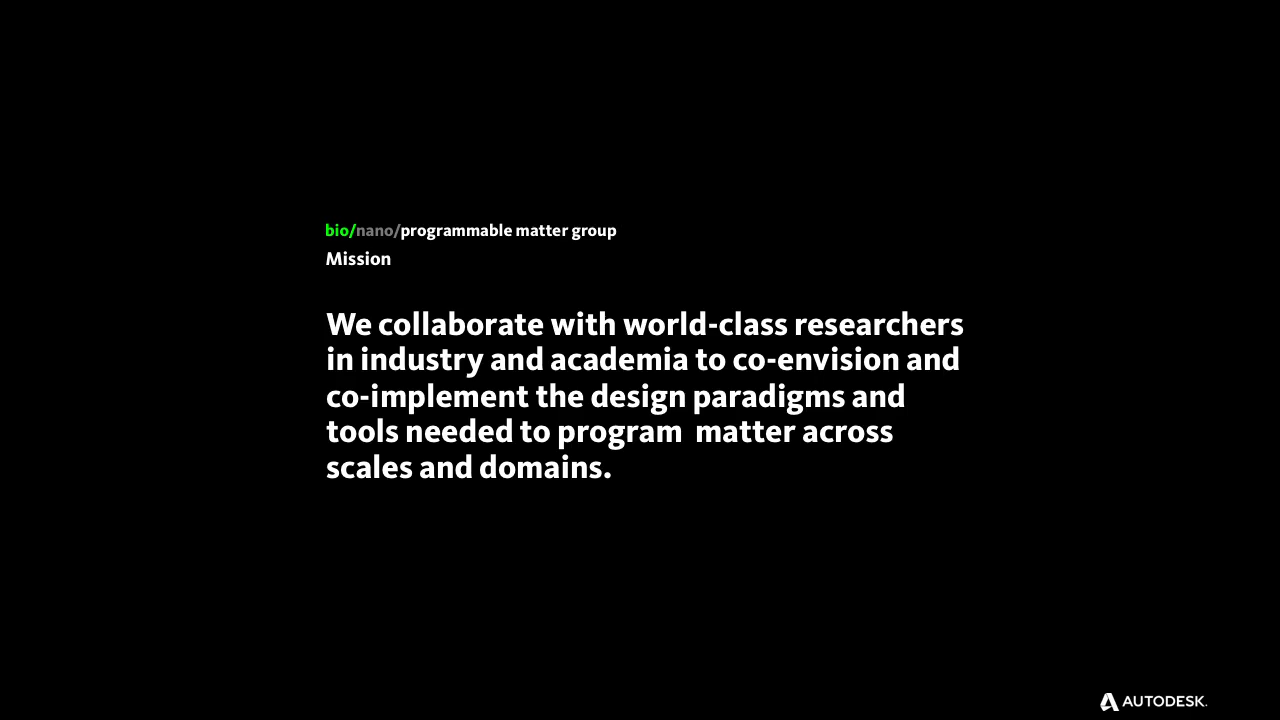 bio/nano/programmable matter group
Mission
We collaborate with world-class researchers
in industry and academia to co-envision and
co-implement the design paradigms and
tools needed to program  matter across
scales and domains.
AUTODESK.